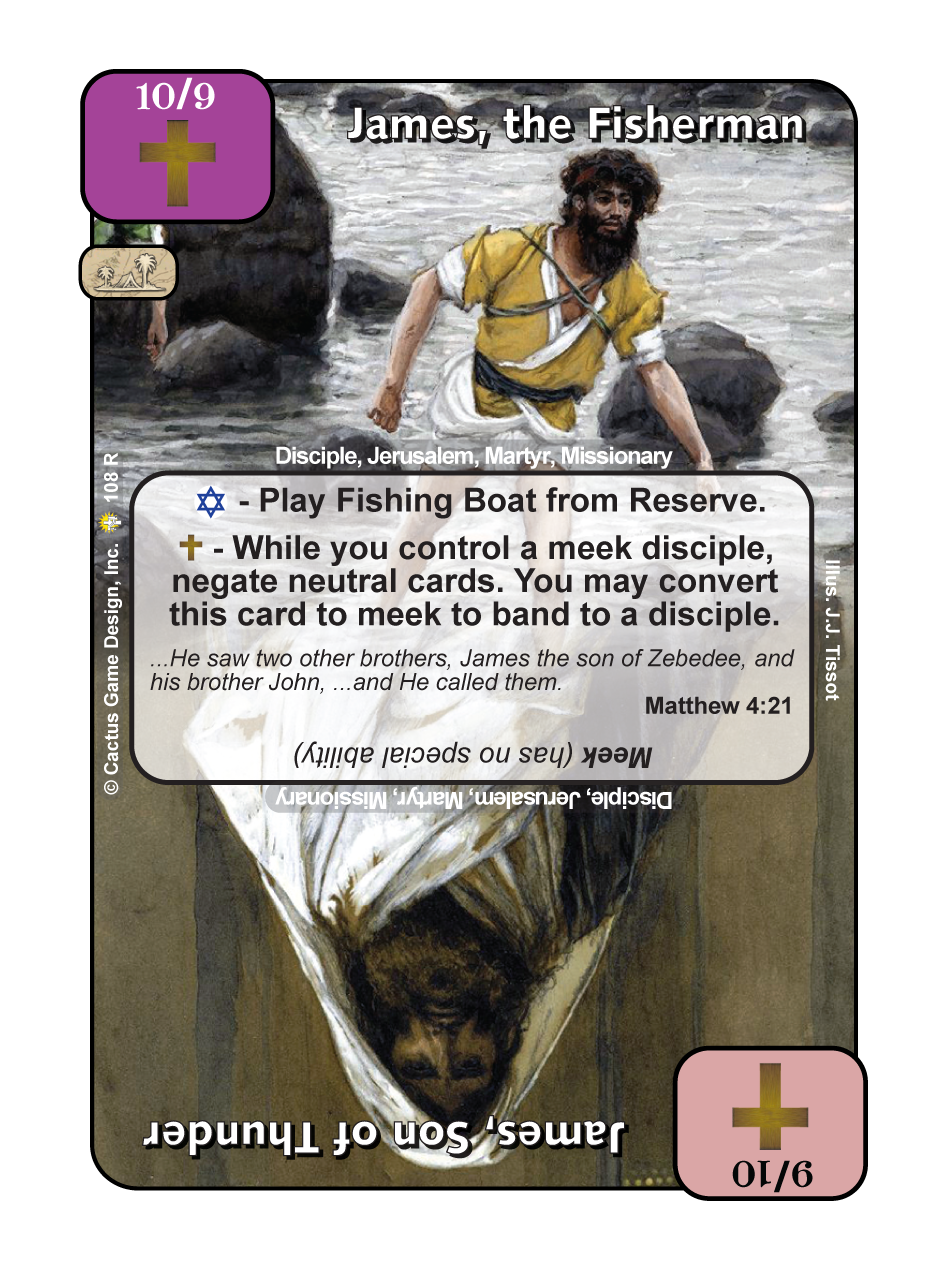 10/9
James, the Fisherman
Disciple, Jerusalem, Martyr, Missionary
- Play Fishing Boat from Reserve.
- While you control a meek disciple,
negate neutral cards. You may convert
this card to meek to band to a disciple.
...He saw two other brothers, James the son of Zebedee, and
his brother John, ...and He called them.
Matthew 4:21
Meek (has no special ability)
Disciple, Jerusalem, Martyr, Missionary
James, Son of Thunder
9/10
© Cactus Game Design, Inc. 108 R
Illus. J.J. Tissot